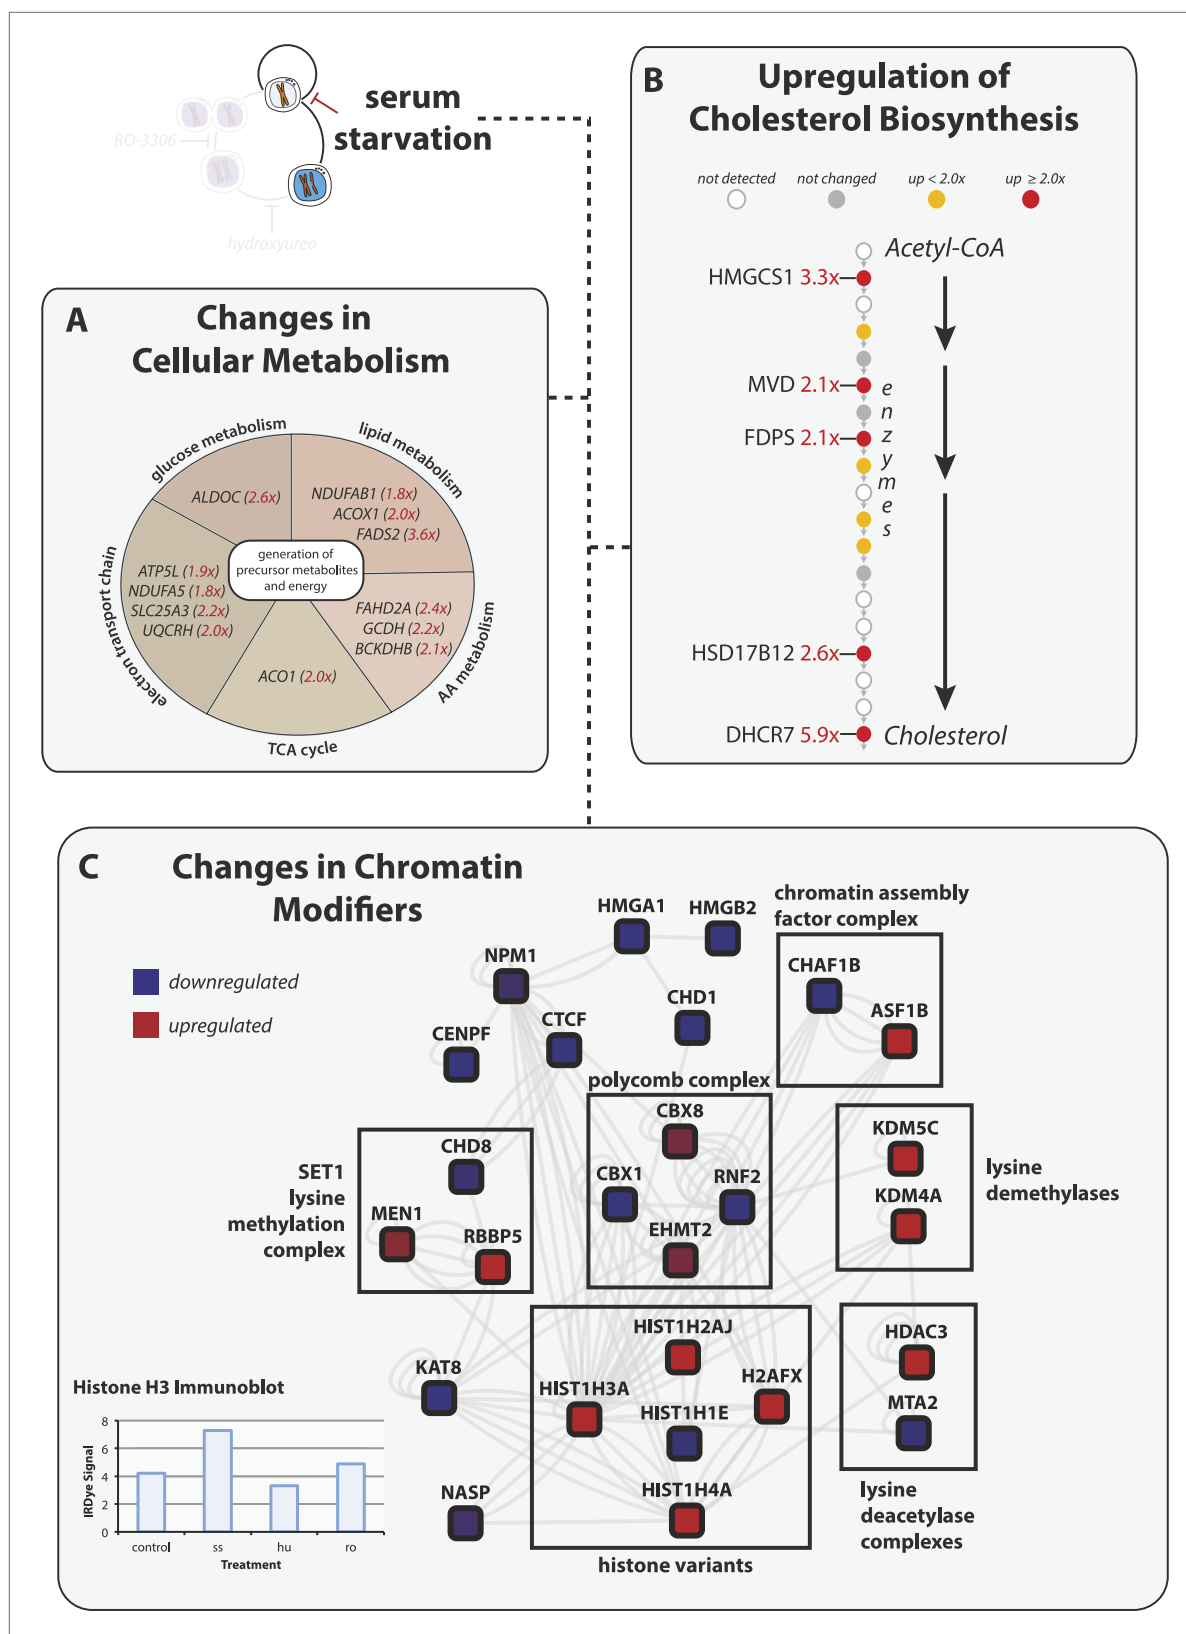 serum
starvation
RO-3306
hydroxyurea
A
Changes in
Cellular Metabolism
glucose metabolism
lipid metabolism
ALDOC (2.6x)
NDUFAB1 (1.8x)
ACOX1 (2.0x)
FADS2 (3.6x)
generation of
precursor metabolites
and energy
electron transport chain
ATP5L (1.9x)
NDUFA5 (1.8x)
SLC25A3 (2.2x)
UQCRH (2.0x)
FAHD2A (2.4x)
GCDH (2.2x)
BCKDHB (2.1x)
AA metabolism
ACO1 (2.0x)
TCA cycle
B
Upregulation of
Cholesterol Biosynthesis
not detected not changed up < 2.0x up ≥ 2.0x
Acetyl-CoA
HMGCS1 3.3x
MVD 2.1x
FDPS 2.1x
enzymes
HSD17B12 2.6x
DHCR7 5.9x
Cholesterol
C
Changes in Chromatin
Modifiers
downregulated
upregulated
HMGA1
HMGB2
NPM1
CHD1
CENPF
CTCF
chromatin assembly
factor complex
CHAF1B
ASF1B
polycomb complex
CBX8
CBX1
RNF2
EHMT2
SET1
lysine
methylation
complex
CHD8
MEN1
RBBP5
KDM5C
KDM4A
lysine
demethylases
HIST1H2AJ
HIST1H3A
H2AFX
HIST1H1E
HIST1H4A
histone variants
HDAC3
MTA2
lysine
deacetylase
complexes
KAT8
NASP
Histone H3 Immunoblot
IRDye Signal
8
6
4
2
0
control ss hu ro
Treatment